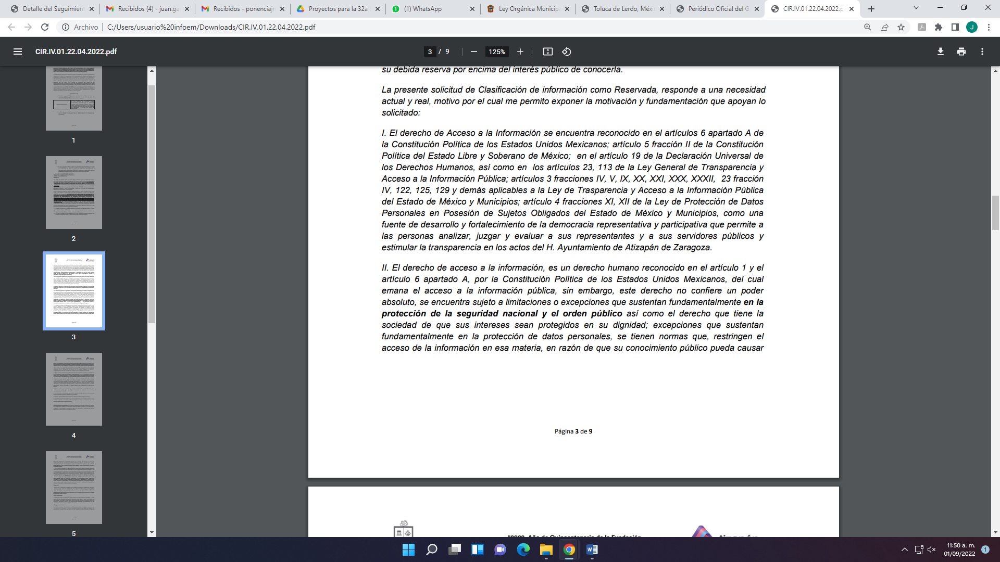 Detalle del Seguimient
Recibidos (4) - juan.ga
Recibidos - ponenciajr
Proyectos para la 32a
(1) WhatsApp
Ley Orgánica Municip
Toluca de Lerdo, Méxi
Periódico Oficial del G
CIR.IV.01.22.04.2022.p
Archivo
C:/Users/usuario%20infoem/Downloads/CIR.IV.01.22.04.2022.pdf
J
CIR.IV.01.22.04.2022.pdf
3 / 9
125%
1
2
3
4
5
su debida reserva por encima del interés público de conocerla.
La presente solicitud de Clasificación de información como Reservada, responde a una necesidad
actual y real, motivo por el cual me permito exponer la motivación y fundamentación que apoyan lo
solicitado:
I. El derecho de Acceso a la Información se encuentra reconocido en el artículos 6 apartado A de
la Constitución Política de los Estados Unidos Mexicanos; artículo 5 fracción II de la Constitución
Política del Estado Libre y Soberano de México; en el artículo 19 de la Declaración Universal de
los Derechos Humanos, así como en los artículos 23, 113 de la Ley General de Transparencia y
Acceso a la Información Pública; artículos 3 fracciones IV, V, IX, XX, XXI, XXX, XXXII, 23 fracción
IV, 122, 125, 129 y demás aplicables a la Ley de Trasparencia y Acceso a la Información Pública
del Estado de México y Municipios; artículo 4 fracciones XI, XII de la Ley de Protección de Datos
Personales en Posesión de Sujetos Obligados del Estado de México y Municipios, como una
fuente de desarrollo y fortalecimiento de la democracia representativa y participativa que permite a
las personas analizar, juzgar y evaluar a sus representantes y a sus servidores públicos y
estimular la transparencia en los actos del H. Ayuntamiento de Atizapán de Zaragoza.
II. El derecho de acceso a la información, es un derecho humano reconocido en el artículo 1 y el
artículo 6 apartado A, por la Constitución Política de los Estados Unidos Mexicanos, del cual
emana el acceso a la información pública, sin embargo, este derecho no confiere un poder
absoluto, se encuentra sujeto a limitaciones o excepciones que sustentan fundamentalmente en la
protección de la seguridad nacional y el orden público así como el derecho que tiene la
sociedad de que sus intereses sean protegidos en su dignidad; excepciones que sustentan
fundamentalmente en la protección de datos personales, se tienen normas que, restringen el
acceso de la información en esa materia, en razón de que su conocimiento público pueda causar
Página 3 de 9
"2022. Año de Quincentenario de la Fundación
11:50 a. m.
01/09/2022
1